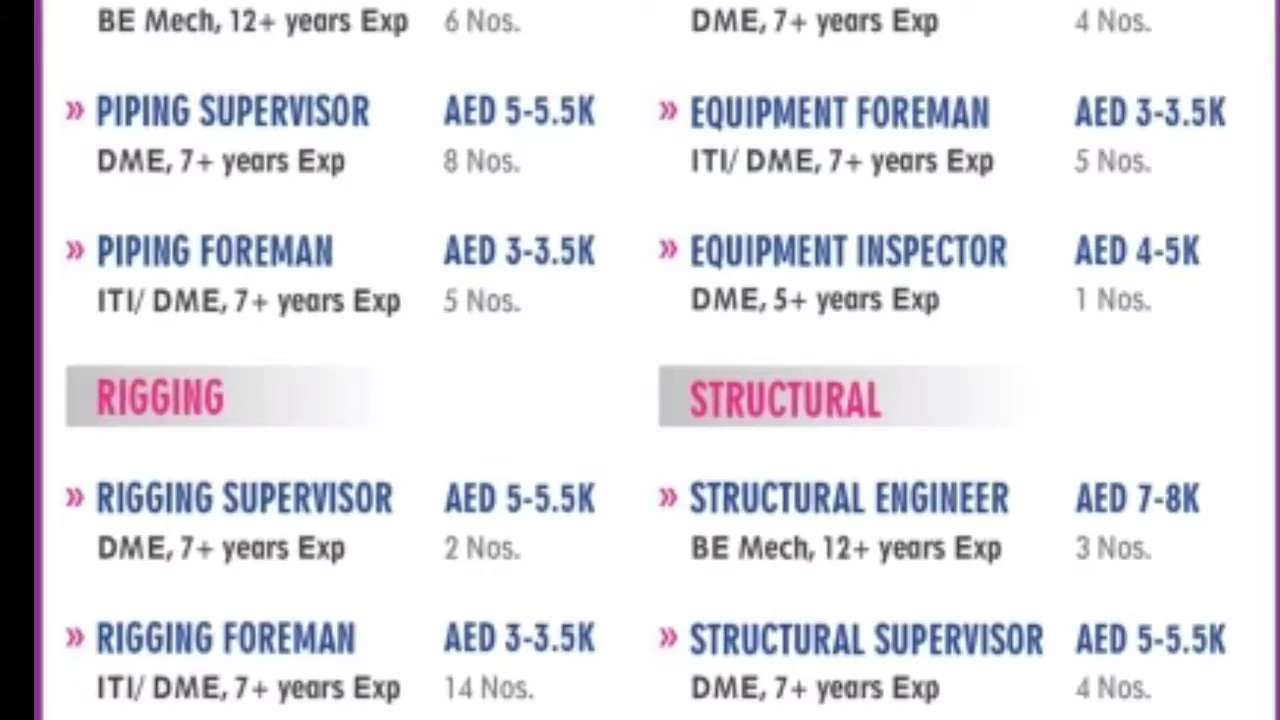 BE Mech, 12+ years Exp 6 Nos.
» PIPING SUPERVISOR AED 5-5.5K
DME, 7+ years Exp 8 Nos.
» PIPING FOREMAN AED 3-3.5K
ITI/ DME, 7+ years Exp 5 Nos.
RIGGING
» RIGGING SUPERVISOR AED 5-5.5K
DME, 7+ years Exp 2 Nos.
» RIGGING FOREMAN AED 3-3.5K
ITI/ DME, 7+ years Exp 14 Nos.
DME, 7+ years Exp 4 Nos.
» EQUIPMENT FOREMAN AED 3-3.5K
ITI/ DME, 7+ years Exp 5 Nos.
» EQUIPMENT INSPECTOR AED 4-5K
DME, 5+ years Exp 1 Nos.
STRUCTURAL
» STRUCTURAL ENGINEER AED 7-8K
BE Mech, 12+ years Exp 3 Nos.
» STRUCTURAL SUPERVISOR AED 5-5.5K
DME, 7+ years Exp 4 Nos.